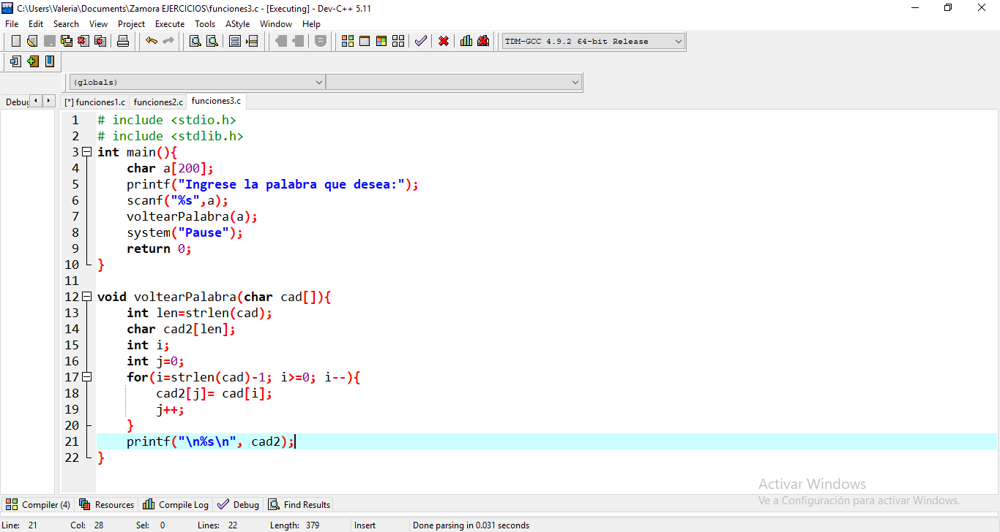 C:\Users\Valeria\Documents\Zamora EJERCICIOS\funciones3.c - [Executing] - Dev-C++ 5.11
File Edit Search View Project Execute Tools AStyle Window Help
TDM-GCC 4.9.2 64-bit Release
(globals)
Debug [*] funciones1.c funciones2.c funciones3.c
1 # include <stdio.h>
2 # include <stdlib.h>
3 int main(){
4 char a[200];
5 printf("Ingrese la palabra que desea:");
6 scanf("%s",a);
7 voltearPalabra(a);
8 system("Pause");
9 return 0;
10 }
11
12 void voltearPalabra(char cad[]){
13 int len=strlen(cad);
14 char cad2[len];
15 int i;
16 int j=0;
17 for(i=strlen(cad)-1; i>=0; i--){
18 cad2[j]= cad[i];
19 j++;
20 }
21 printf("\n%s\n", cad2);
22 }
Activar Windows
Ve a Configuración para activar Windows.
Compiler (4) Resources Compile Log Debug Find Results
Line: 21 Col: 28 Sel: 0 Lines: 22 Length: 379 Insert Done parsing in 0.031 seconds